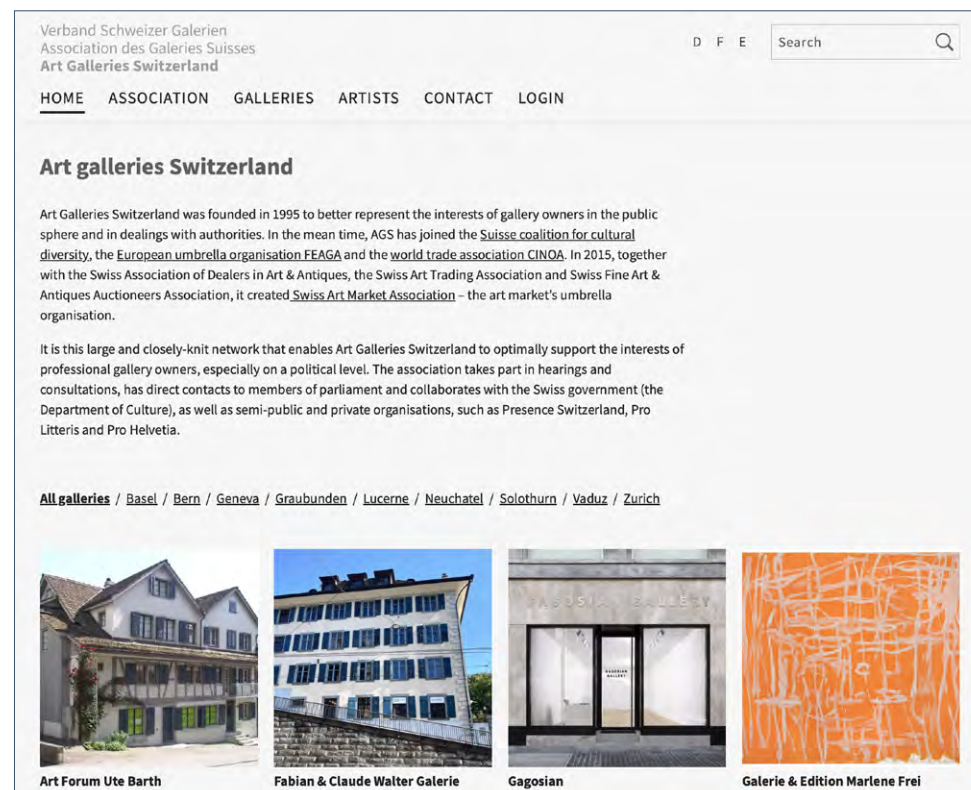 Verband Schweizer Galerien
Association des Galeries Suisses
Art Galleries Switzerland
D F E
Search
HOME ASSOCIATION GALLERIES ARTISTS CONTACT LOGIN
Art galleries Switzerland
Art Galleries Switzerland was founded in 1995 to better represent the interests of gallery owners in the public
sphere and in dealings with authorities. In the mean time, AGS has joined the Suisse coalition for cultural
diversity, the European umbrella organisation FEAGA and the world trade association CINOA. In 2015, together
with the Swiss Association of Dealers in Art & Antiques, the Swiss Art Trading Association and Swiss Fine Art &
Antiques Auctioneers Association, it created Swiss Art Market Association – the art market's umbrella
organisation.
It is this large and closely-knit network that enables Art Galleries Switzerland to optimally support the interests of
professional gallery owners, especially on a political level. The association takes part in hearings and
consultations, has direct contacts to members of parliament and collaborates with the Swiss government (the
Department of Culture), as well as semi-public and private organisations, such as Presence Switzerland, Pro
Litteris and Pro Helvetia.
All galleries / Basel / Bern / Geneva / Graubunden / Lucerne / Neuchatel / Solothurn / Vaduz / Zurich
GAGOSIAN GALLERY
GAGOSIAN
GALLERY
Art Forum Ute Barth
Fabian & Claude Walter Galerie
Gagosian
Galerie & Edition Marlene Frei